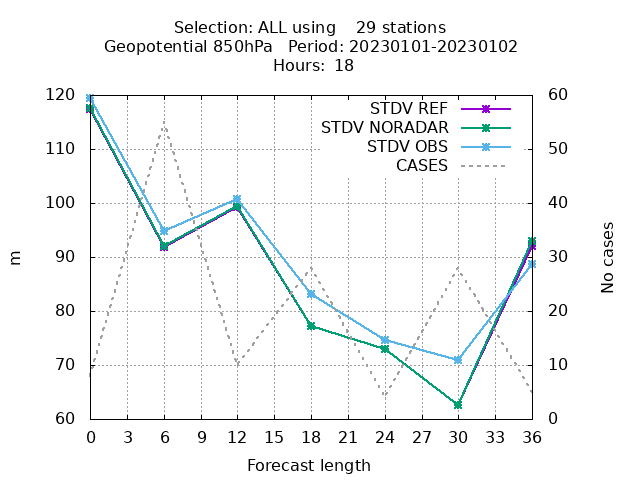 Selection: ALL using    29 stations
Geopotential 850hPa   Period: 20230101-20230102
Hours:  18
STDV REF
STDV NORADAR
STDV OBS
CASES
120
110
100
90
80
70
60
60
50
40
30
20
10
0
m
No cases
0 3 6 9 12 15 18 21 24 27 30 33 36
Forecast length